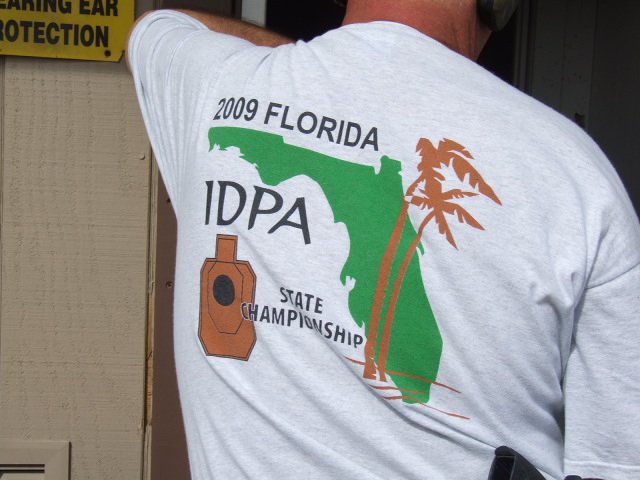 EARING EAR
ROTECTION
2009 FLORIDA
IDPA
STATE
CHAMPIONSHIP